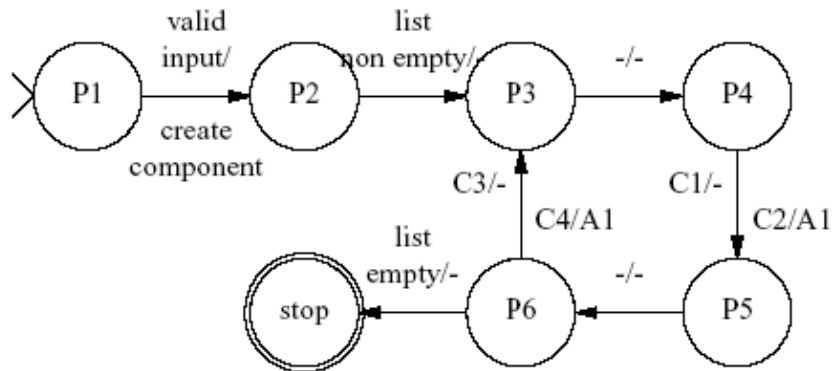 valid
input/
list
non empty/-
-/-
P1
P2
P3
P4
create
component
C3/-
C1/-
C4/A1
C2/A1
list
empty/-
-/-
stop
P6
P5